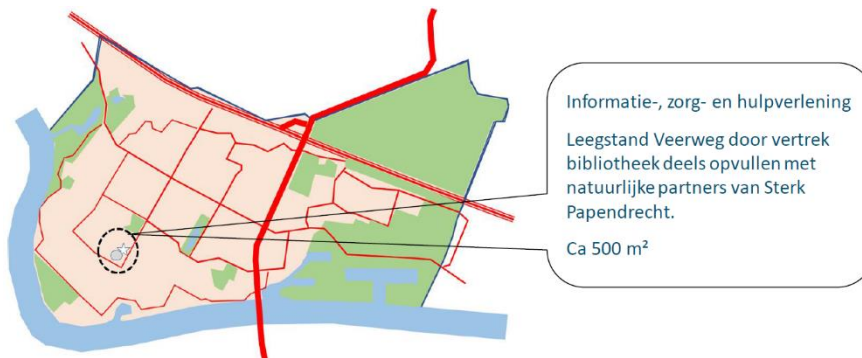 Informatie-, zorg- en hulpverlening
Leegstand Veerweg door vertrek
bibliotheek deels opvullen met
natuurlijke partners van Sterk
Papendrecht.
Ca 500 m²